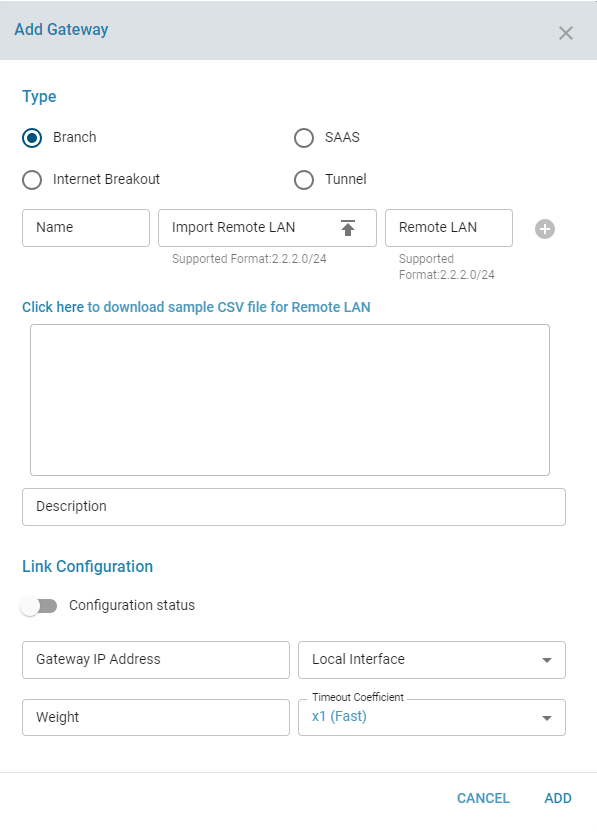 Add Gateway
Type
Branch
SAAS
Internet Breakout
Tunnel
Name
Import Remote LAN
Remote LAN
Supported Format:2.2.2.0/24
Supported
Format:2.2.2.0/24
Click here to download sample CSV file for Remote LAN
Description
Link Configuration
Configuration status
Gateway IP Address
Local Interface
Weight
Timeout Coefficient
x1 (Fast)
CANCEL
ADD